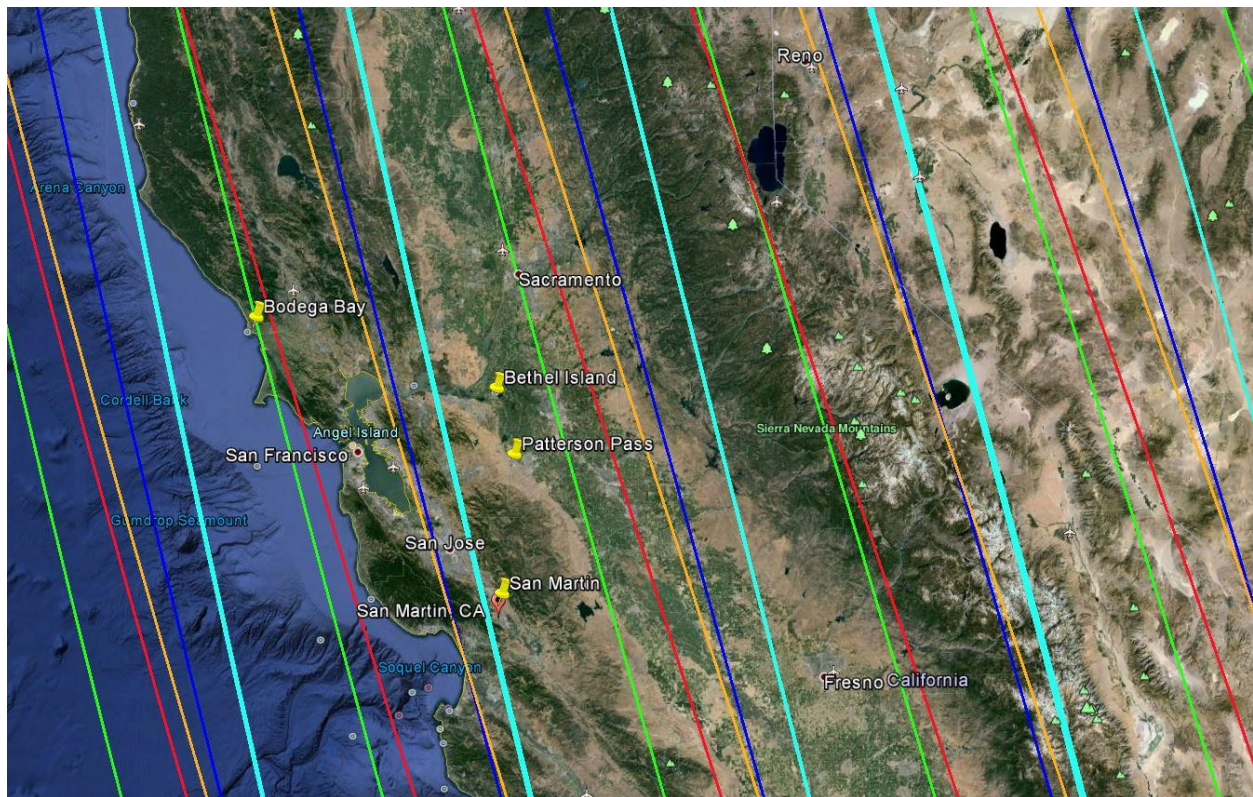 Reno
Arena Canyon
Sacramento
Bodega Bay
Bethel Island
Cordell Bank
Angel Island
Sierra Nevada Mountains
San Francisco
Patterson Pass
Gumdrop Seamount
San Jose
San Martin
San Martin, CA
Soquel Canyon
Fresno
California